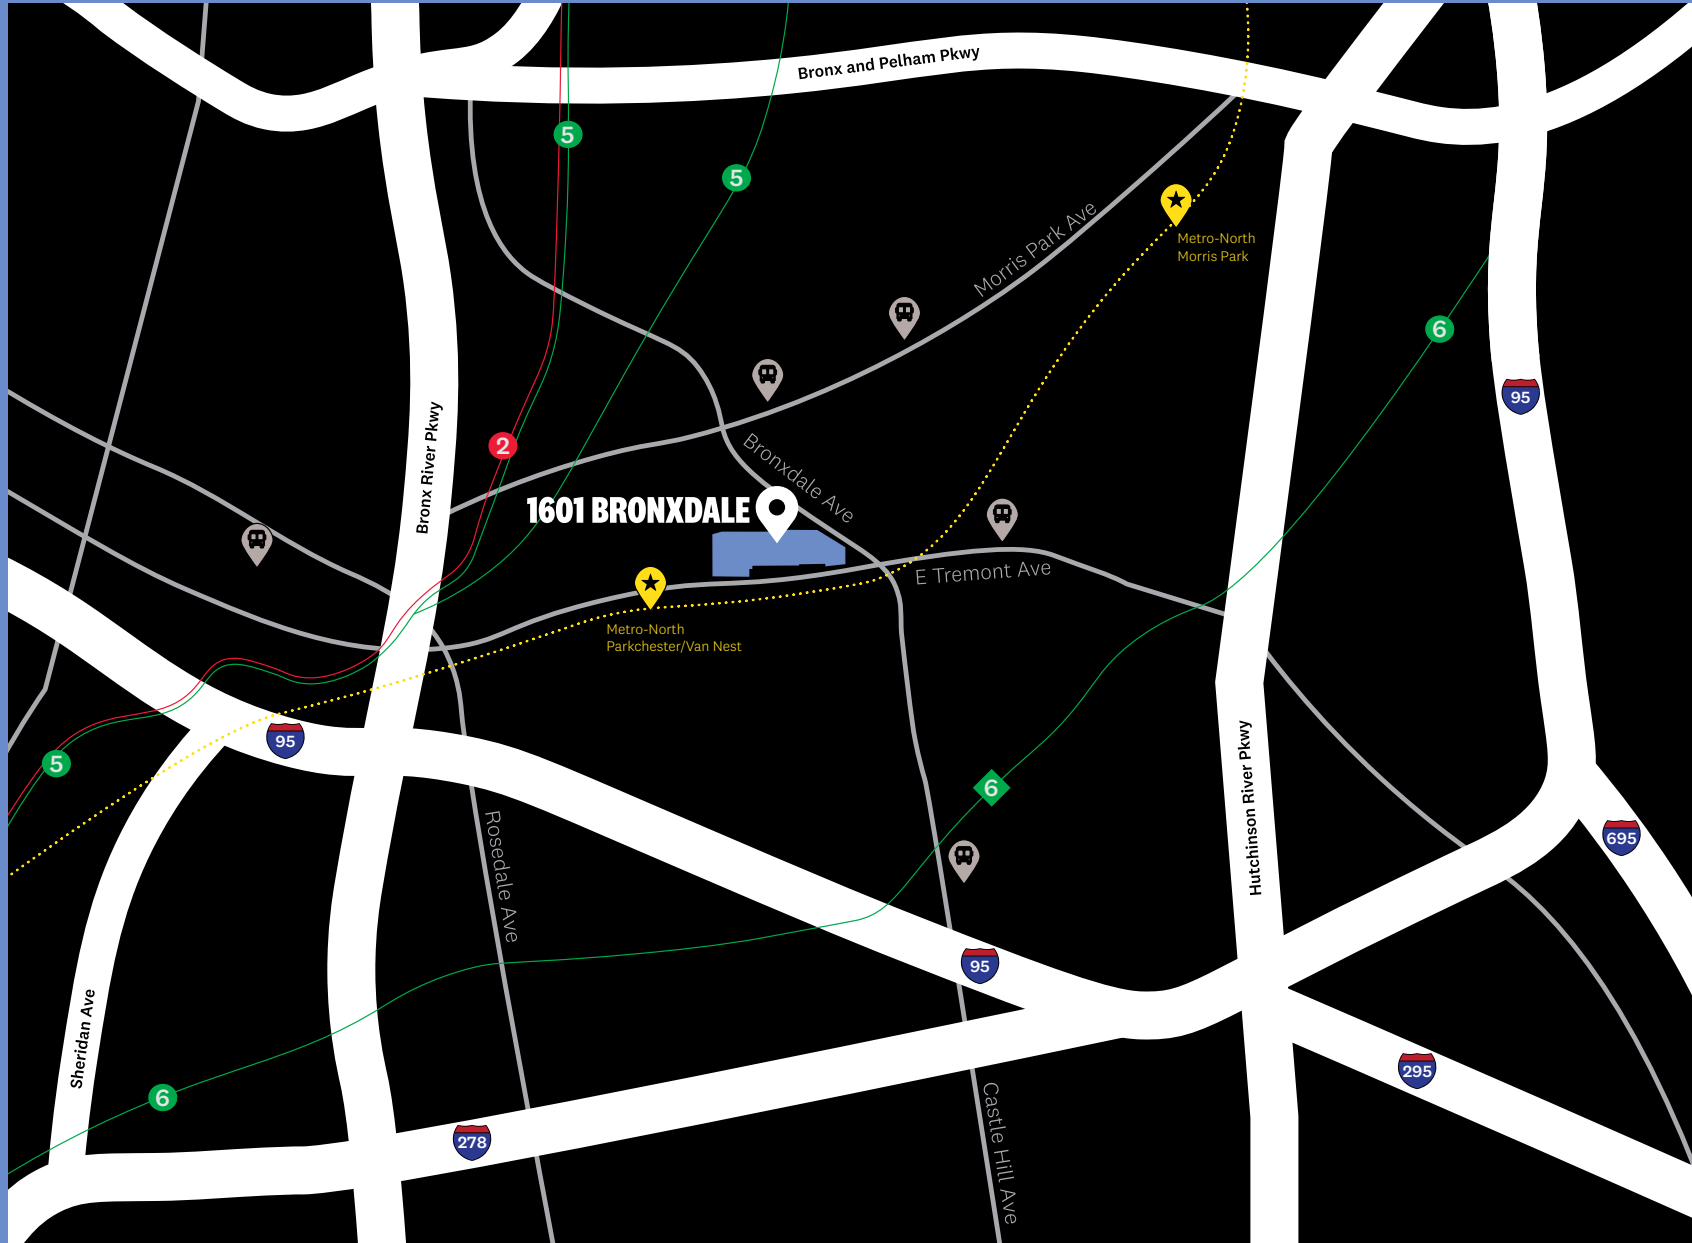 Bronx and Pelham Pkwy
5
5
Metro-North
Morris Park
Morris Park Ave
6
95
Bronx River Pkwy
2
Bronxdale Ave
1601 BRONXDALE
E Tremont Ave
Metro-North
Parkchester/Van Nest
95
5
6
Hutchinson River Pkwy
695
Rosedale Ave
95
Sheridan Ave
295
6
278
Castle Hill Ave